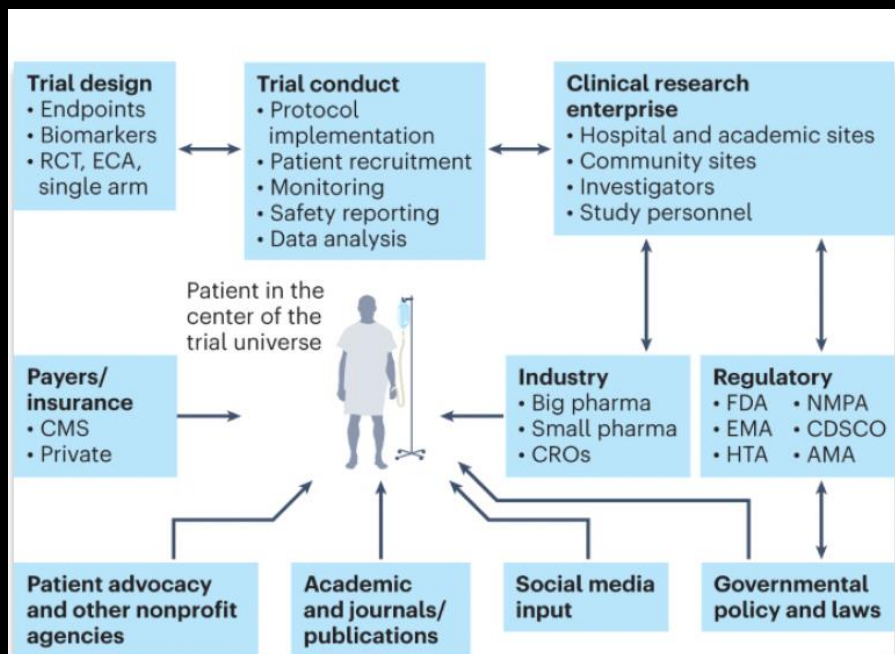 Trial design
• Endpoints
• Biomarkers
• RCT, ECA,
single arm
Trial conduct
• Protocol
implementation
• Patient recruitment
• Monitoring
• Safety reporting
• Data analysis
Clinical research
enterprise
• Hospital and academic sites
• Community sites
• Investigators
• Study personnel
Patient in the
center of the
trial universe
Payers/
insurance
• CMS
• Private
Industry
• Big pharma
• Small pharma
• CROs
Regulatory
• FDA • NMPA
• EMA • CDSCO
• HTA • AMA
Patient advocacy
and other nonprofit
agencies
Academic
and journals/
publications
Social media
input
Governmental
policy and laws